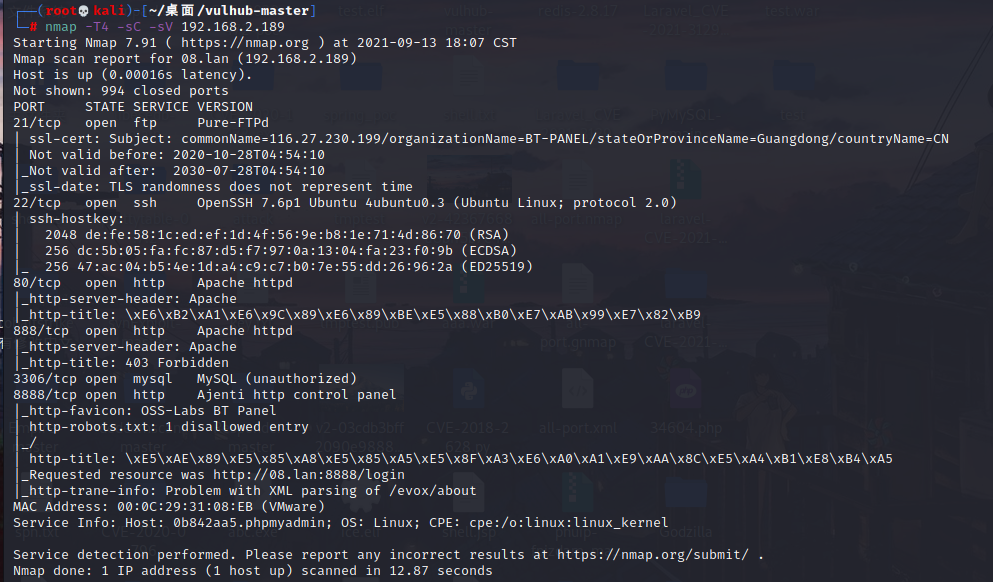 ┌──(root💀kali)-[~/桌面/vulhub-master]
└─# nmap -T4 -sC -sV 192.168.2.189
Starting Nmap 7.91 ( https://nmap.org ) at 2021-09-13 18:07 CST
Nmap scan report for 08.lan (192.168.2.189)
Host is up (0.00016s latency).
Not shown: 994 closed ports
PORT     STATE SERVICE VERSION
21/tcp   open  ftp     Pure-FTPd
| ssl-cert: Subject: commonName=116.27.230.199/organizationName=BT-PANEL/stateOrProvinceName=Guangdong/countryName=CN
| Not valid before: 2020-10-28T04:54:10
|_Not valid after:  2030-07-28T04:54:10
|_ssl-date: TLS randomness does not represent time
22/tcp   open  ssh     OpenSSH 7.6p1 Ubuntu 4ubuntu0.3 (Ubuntu Linux; protocol 2.0)
| ssh-hostkey:
|   2048 de:fe:58:1c:ed:ef:1d:4f:56:9e:b8:1e:71:4d:86:70 (RSA)
|   256 dc:5b:05:fa:fc:87:d5:f7:97:0a:13:04:fa:23:f0:9b (ECDSA)
|_  256 47:ac:04:b5:4e:1d:a4:c9:c7:b0:7e:55:dd:26:96:2a (ED25519)
80/tcp   open  http    Apache httpd
|_http-server-header: Apache
|_http-title: \xE6\xB2\xA1\xE6\x9C\x89\xE6\x89\xBE\xE5\x88\xB0\xE7\xAB\x99\xE7\x82\xB9
888/tcp  open  http    Apache httpd
|_http-server-header: Apache
|_http-title: 403 Forbidden
3306/tcp open  mysql   MySQL (unauthorized)
8888/tcp open  http    Ajenti http control panel
|_http-favicon: OSS-Labs BT Panel
| http-robots.txt: 1 disallowed entry
|_/
| http-title: \xE5\xAE\x89\xE5\x85\xA8\xE5\x85\xA5\xE5\x8F\xA3\xE6\xA0\xA1\xE9\xAA\x8C\xE5\xA4\xB1\xE8\xB4\xA5
|_Requested resource was http://08.lan:8888/login
|_http-trane-info: Problem with XML parsing of /evox/about
MAC Address: 00:0C:29:31:08:EB (VMware)
Service Info: Host: 0b842aa5.phpmyadmin; OS: Linux; CPE: cpe:/o:linux:linux_kernel
Service detection performed. Please report any incorrect results at https://nmap.org/submit/ .
Nmap done: 1 IP address (1 host up) scanned in 12.87 seconds